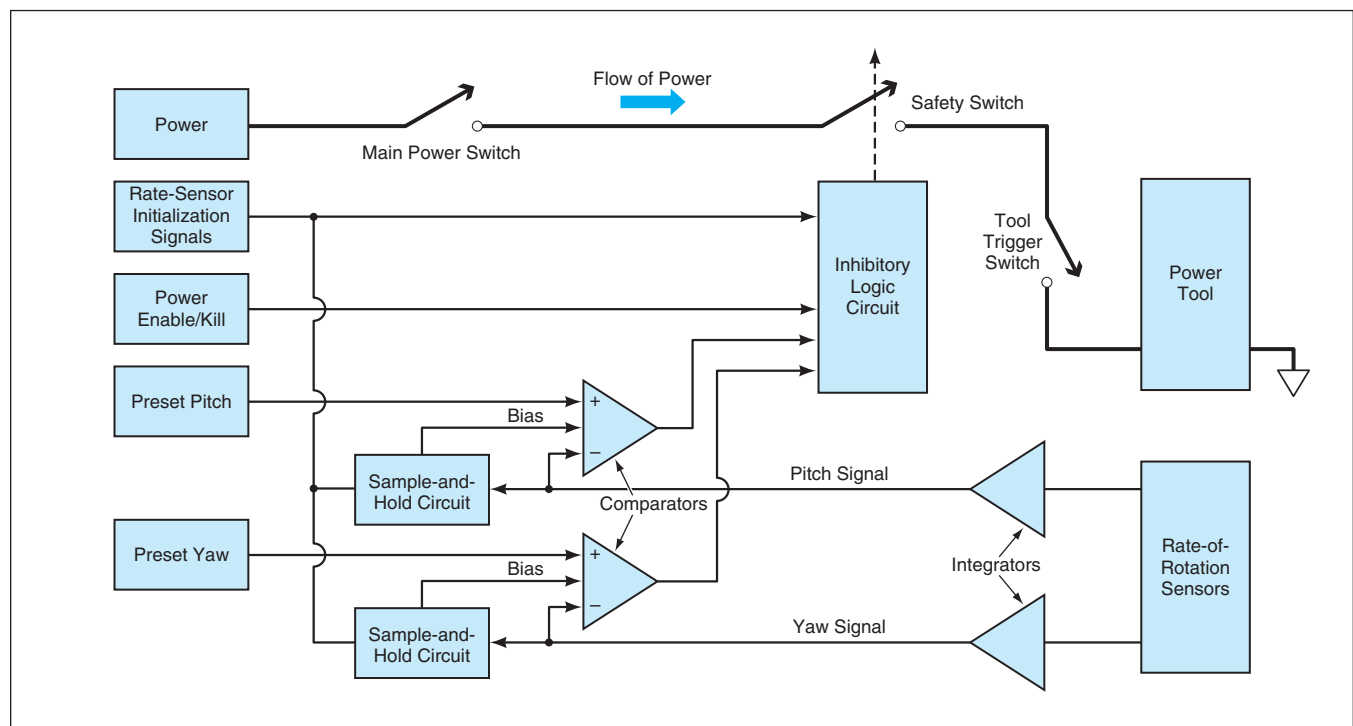 Power
Main Power Switch
Flow of Power
Safety Switch
Rate-Sensor
Initialization
Signals
Power
Enable/Kill
Inhibitory
Logic
Circuit
Tool
Trigger
Switch
Power
Tool
Preset Pitch
+
Bias
–
Sample-and-
Hold Circuit
Comparators
Pitch Signal
Preset Yaw
+
Bias
–
Sample-and-
Hold Circuit
Yaw Signal
Integrators
Rate-of-
Rotation
Sensors